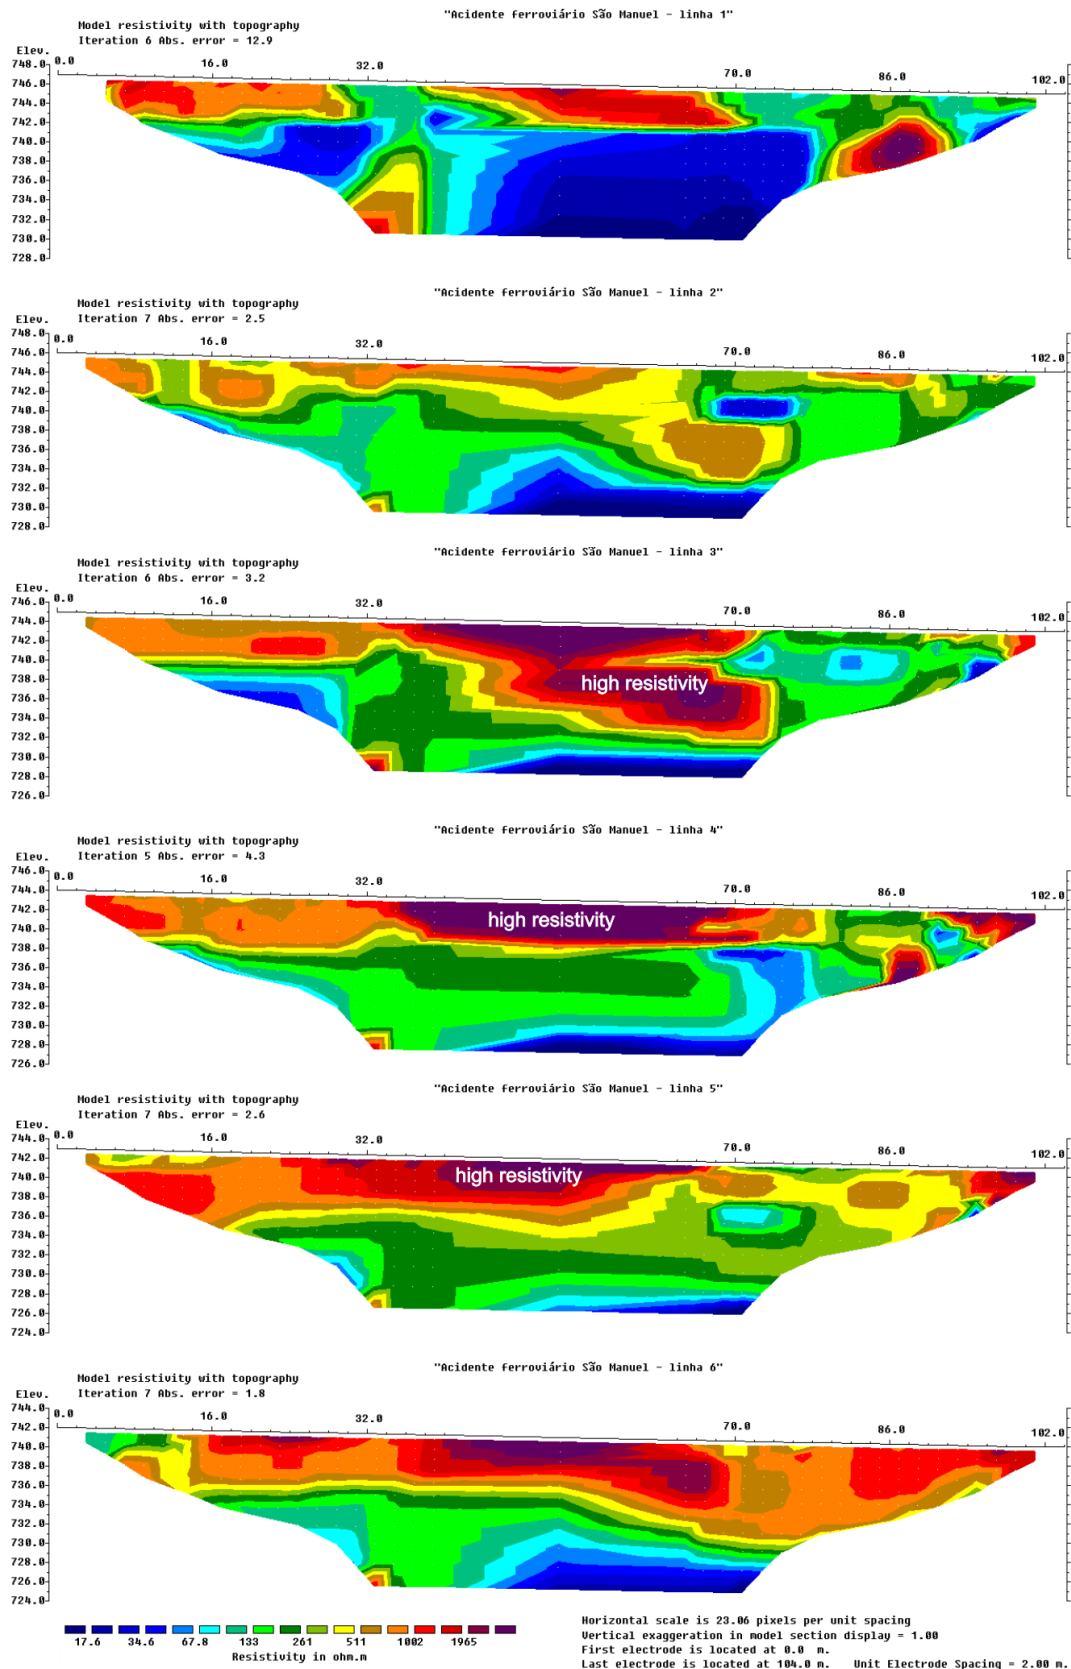 "Acidente ferroviário São Manuel - linha 1"
Model resistivity with topography
Iteration 6 Abs. error = 12.9
Elev.
0.0 16.0 32.0 70.0 86.0 102.0
748.0
746.0
744.0
742.0
740.0
738.0
736.0
734.0
732.0
730.0
728.0
"Acidente ferroviário São Manuel - linha 2"
Model resistivity with topography
Iteration 7 Abs. error = 2.5
Elev.
0.0 16.0 32.0 70.0 86.0 102.0
748.0
746.0
744.0
742.0
740.0
738.0
736.0
734.0
732.0
730.0
728.0
"Acidente ferroviário São Manuel - linha 3"
Model resistivity with topography
Iteration 6 Abs. error = 3.2
Elev.
0.0 16.0 32.0 70.0 86.0 102.0
746.0
744.0
742.0
740.0
738.0
736.0
734.0
732.0
730.0
728.0
726.0
high resistivity
"Acidente ferroviário São Manuel - linha 4"
Model resistivity with topography
Iteration 5 Abs. error = 4.3
Elev.
0.0 16.0 32.0 70.0 86.0 102.0
746.0
744.0
742.0
740.0
738.0
736.0
734.0
732.0
730.0
728.0
726.0
high resistivity
"Acidente ferroviário São Manuel - linha 5"
Model resistivity with topography
Iteration 7 Abs. error = 2.6
Elev.
0.0 16.0 32.0 70.0 86.0 102.0
744.0
742.0
740.0
738.0
736.0
734.0
732.0
730.0
728.0
726.0
724.0
high resistivity
"Acidente ferroviário São Manuel - linha 6"
Model resistivity with topography
Iteration 7 Abs. error = 1.8
Elev.
0.0 16.0 32.0 70.0 86.0 102.0
744.0
742.0
740.0
738.0
736.0
734.0
732.0
730.0
728.0
726.0
724.0
17.6 34.6 67.8 133 261 511 1002 1965
Resistivity in ohm.m
Horizontal scale is 23.06 pixels per unit spacing
Vertical exaggeration in model section display = 1.00
First electrode is located at 0.0 m.
Last electrode is located at 104.0 m. Unit Electrode Spacing = 2.00 m.